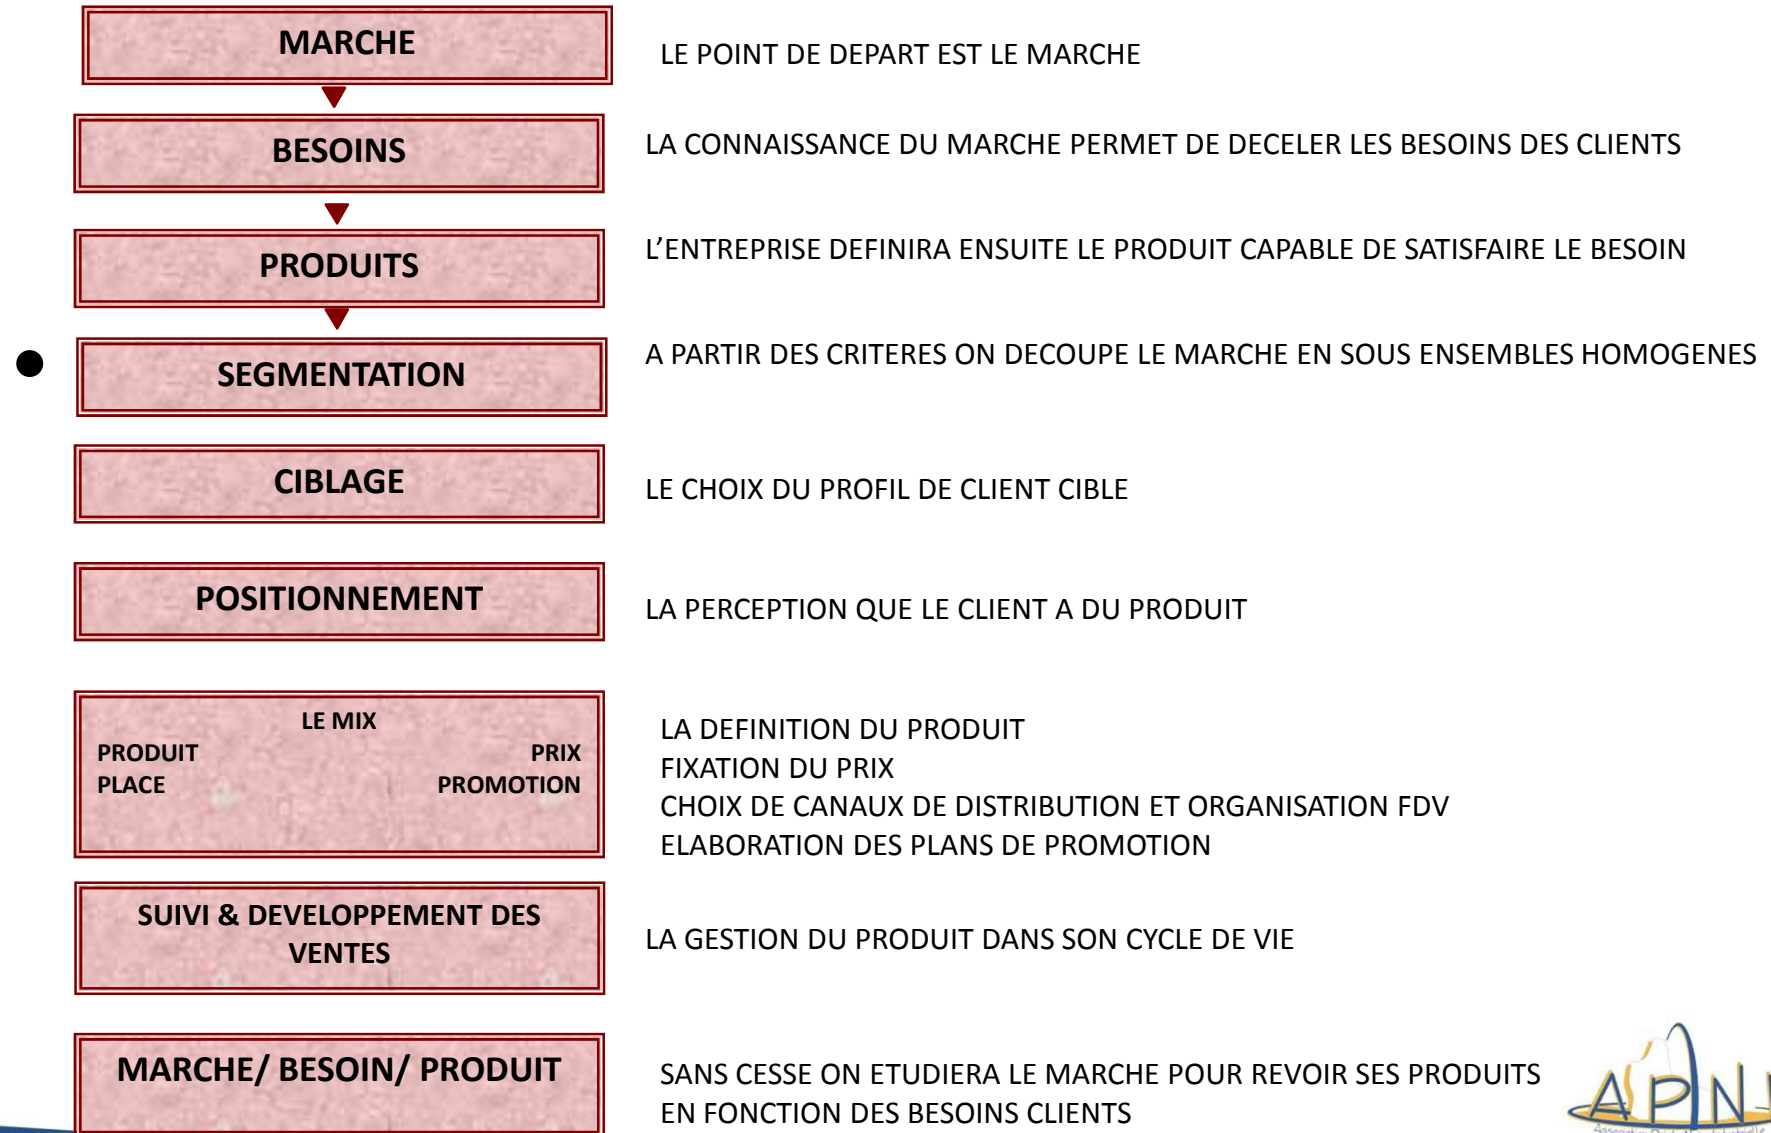 MARCHE
LE POINT DE DEPART EST LE MARCHE
BESOINS
LA CONNAISSANCE DU MARCHE PERMET DE DECELER LES BESOINS DES CLIENTS
PRODUITS
L’ENTREPRISE DEFINIRA ENSUITE LE PRODUIT CAPABLE DE SATISFAIRE LE BESOIN
SEGMENTATION
A PARTIR DES CRITERES ON DECOUPE LE MARCHE EN SOUS ENSEMBLES HOMOGENES
CIBLAGE
LE CHOIX DU PROFIL DE CLIENT CIBLE
POSITIONNEMENT
LA PERCEPTION QUE LE CLIENT A DU PRODUIT
LE MIX
PRODUIT PRIX
PLACE PROMOTION
LA DEFINITION DU PRODUIT
FIXATION DU PRIX
CHOIX DE CANAUX DE DISTRIBUTION ET ORGANISATION FDV
ELABORATION DES PLANS DE PROMOTION
SUIVI & DEVELOPPEMENT DES
VENTES
LA GESTION DU PRODUIT DANS SON CYCLE DE VIE
MARCHE/ BESOIN/ PRODUIT
SANS CESSE ON ETUDIERA LE MARCHE POUR REVOIR SES PRODUITS
EN FONCTION DES BESOINS CLIENTS
APN